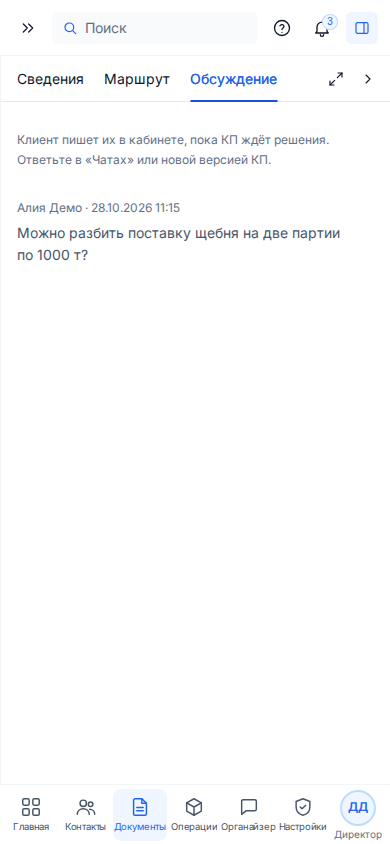 Поиск
3
Сведения
Маршрут
Обсуждение
Клиент пишет их в кабинете, пока КП ждёт решения.
Ответьте в «Чатах» или новой версией КП.
Алия Демо · 28.10.2026 11:15
Можно разбить поставку щебня на две партии
по 1000 т?
Главная
Контакты
Документы
Операции
Органайзер
Настройки
ДД
Директор